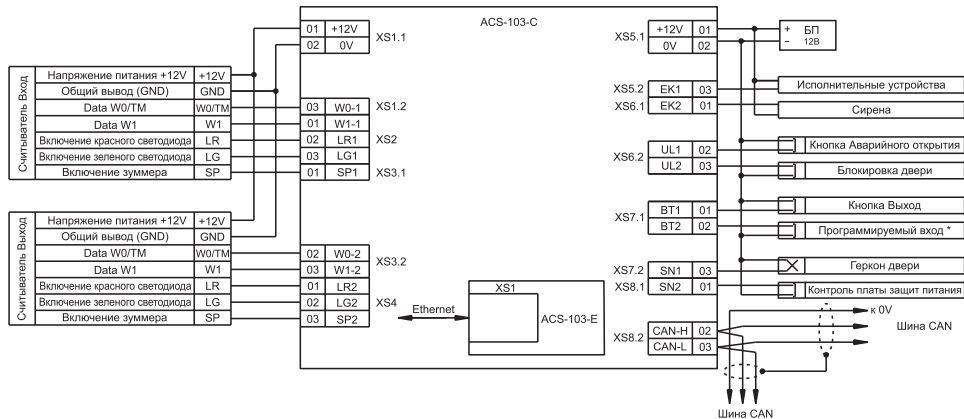 ACS-103-C
01 +12V
02 0V
XS1.1
Считыватель Вход
Напряжение питания +12V +12V
Общий вывод (GND) GND
Data W0/TM W0/TM
Data W1 W1
Включение красного светодиода LR
Включение зеленого светодиода LG
Включение зуммера SP
03 W0-1
XS1.2
01 W1-1
02 LR1
XS2
03 LG1
01 SP1
XS3.1
Считыватель Выход
Напряжение питания +12V +12V
Общий вывод (GND) GND
Data W0/TM W0/TM
Data W1 W1
Включение красного светодиода LR
Включение зеленого светодиода LG
Включение зуммера SP
02 W0-2
XS3.2
03 W1-2
01 LR2
02 LG2
XS4
03 SP2
Ethernet
XS1
ACS-103-E
XS5.1
+12V 01
0V 02
+ БП
- 12В
XS5.2
EK1 03
Исполнительные устройства
XS6.1
EK2 01
Сирена
XS6.2
UL1 02
Кнопка Аварийного открытия
UL2 03
Блокировка двери
XS7.1
BT1 01
Кнопка Выход
BT2 02
Программируемый вход *
XS7.2
SN1 03
Геркон двери
XS8.1
SN2 01
Контроль платы защит питания
к 0V
XS8.2
CAN-H 02
CAN-L 03
Шина CAN
Шина CAN